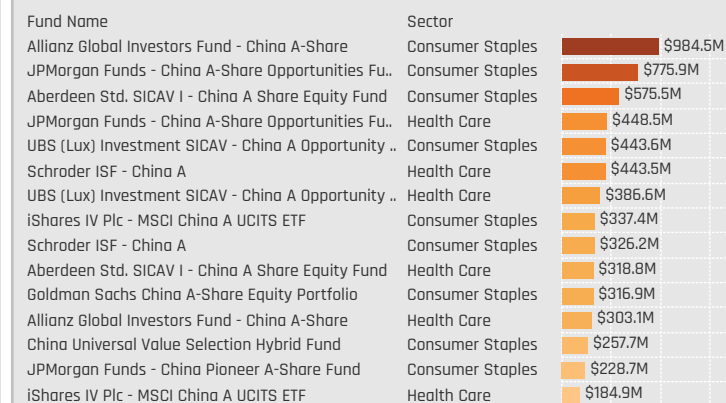 Fund Name Sector
Allianz Global Investors Fund - China A-Share Consumer Staples $984.5M
JPMorgan Funds - China A-Share Opportunities Fu.. Consumer Staples $775.9M
Aberdeen Std. SICAV I - China A Share Equity Fund Consumer Staples $575.5M
JPMorgan Funds - China A-Share Opportunities Fu.. Health Care $448.5M
UBS (Lux) Investment SICAV - China A Opportunity .. Consumer Staples $443.6M
Schroder ISF - China A Health Care $443.5M
UBS (Lux) Investment SICAV - China A Opportunity .. Health Care $386.6M
iShares IV Plc - MSCI China A UCITS ETF Consumer Staples $337.4M
Schroder ISF - China A Consumer Staples $326.2M
Aberdeen Std. SICAV I - China A Share Equity Fund Health Care $318.8M
Goldman Sachs China A-Share Equity Portfolio Consumer Staples $316.9M
Allianz Global Investors Fund - China A-Share Health Care $303.1M
China Universal Value Selection Hybrid Fund Consumer Staples $257.7M
JPMorgan Funds - China Pioneer A-Share Fund Consumer Staples $228.7M
iShares IV Plc - MSCI China A UCITS ETF Health Care $184.9M